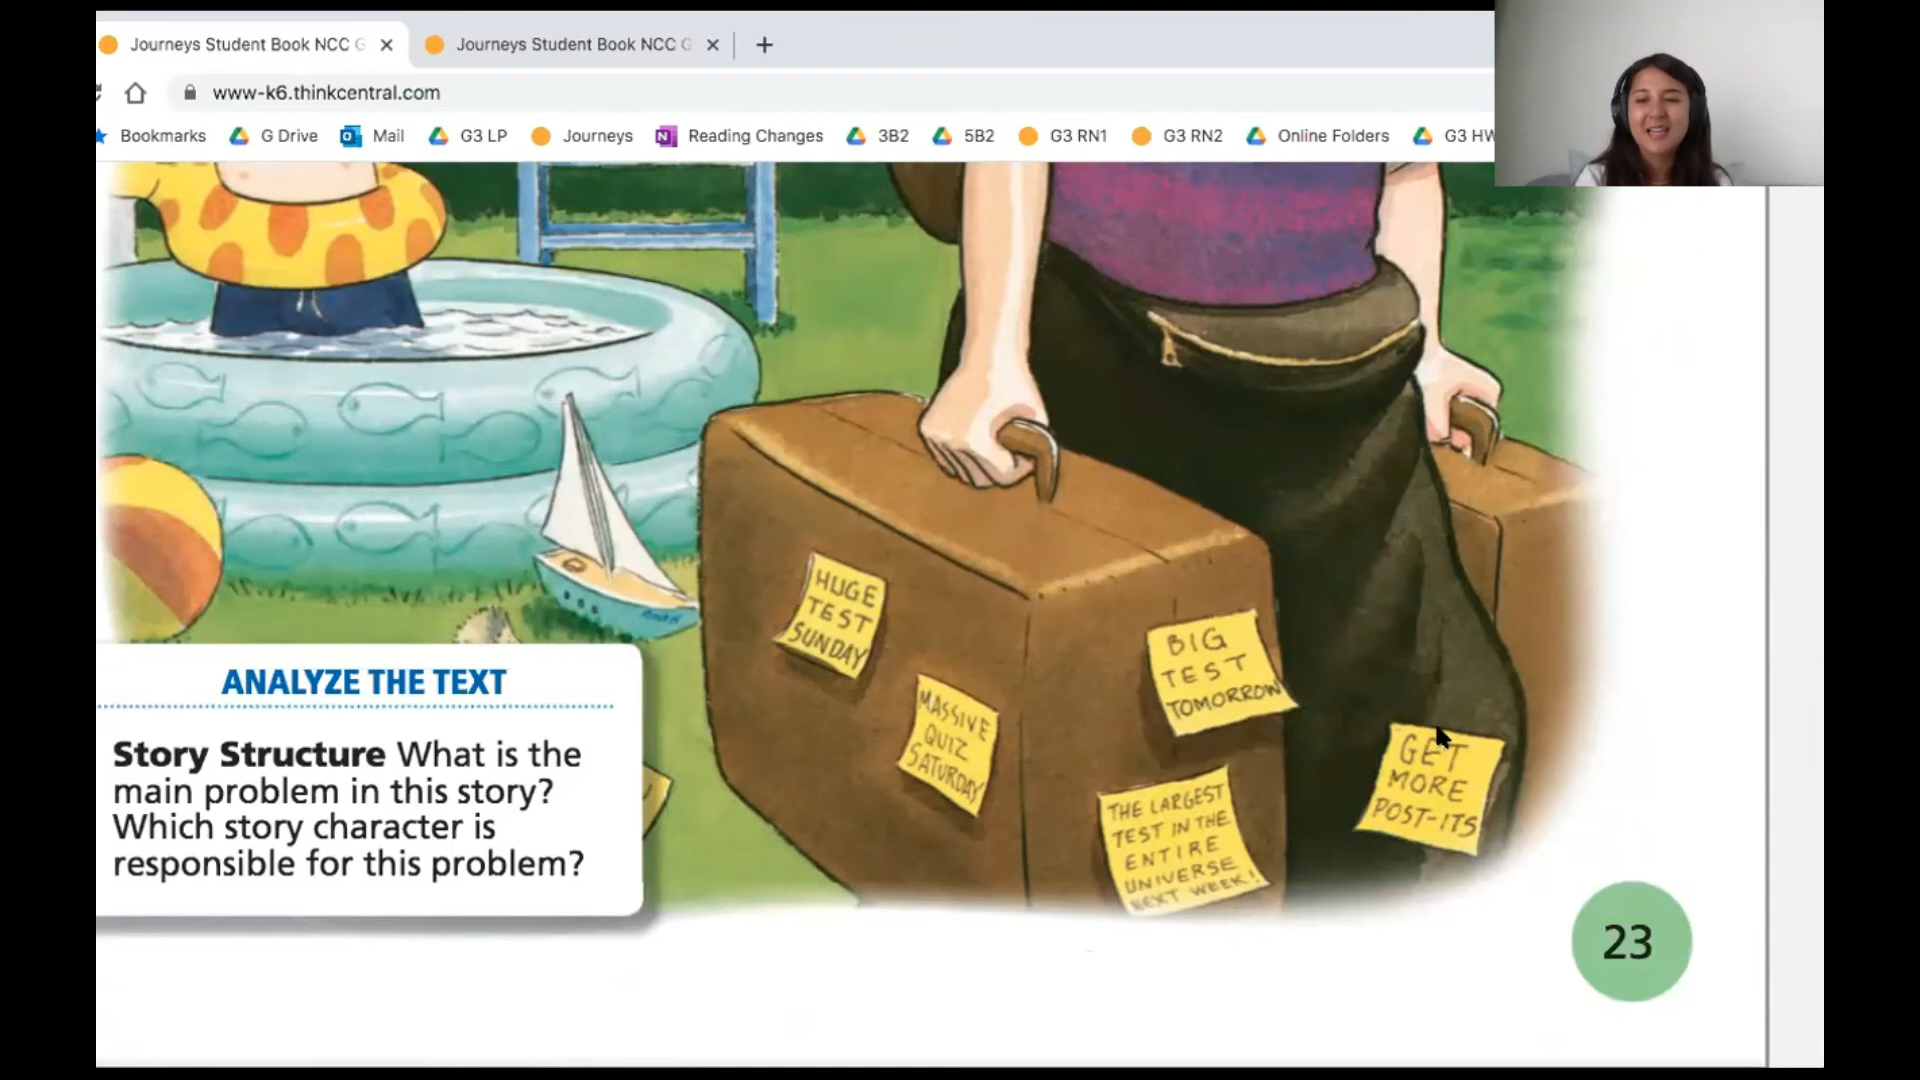 Journeys Student Book NCC G
Journeys Student Book NCC G
www-k6.thinkcentral.com
Bookmarks G Drive Mail G3 LP Journeys Reading Changes 3B2 5B2 G3 RN1 G3 RN2 Online Folders G3 HW
HUGE
TEST
SUNDAY
MASSIVE
QUIZ
SATURDAY
BIG
TEST
TOMORROW
THE LARGEST
TEST IN THE
ENTIRE
UNIVERSE
NEXT WEEK!
GET
MORE
POST-ITS
ANALYZE THE TEXT
Story Structure What is the
main problem in this story?
Which story character is
responsible for this problem?
23